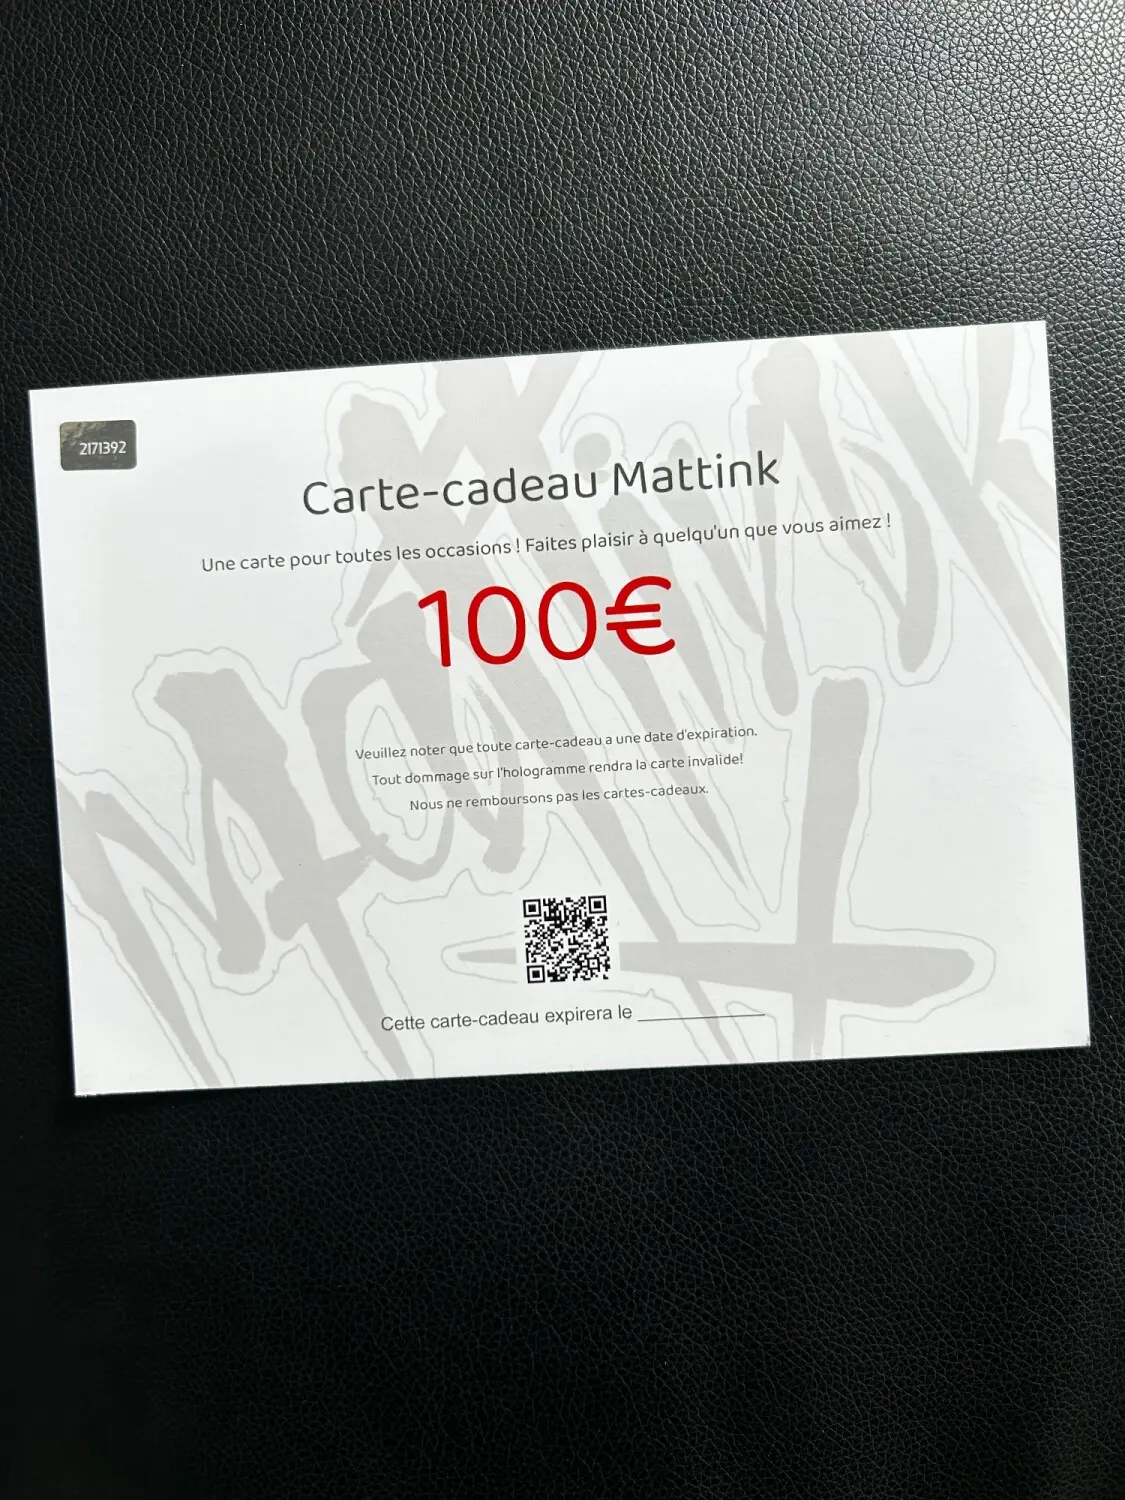 2171392
Carte-cadeau Mattink
Une carte pour toutes les occasions ! Faites plaisir à quelqu'un que vous aimez !
100€
Veuillez noter que toute carte-cadeau a une date d'expiration.
Tout dommage sur l'hologramme rendra la carte invalide!
Nous ne remboursons pas les cartes-cadeaux.
Mattink
Cette carte-cadeau expirera le ____________